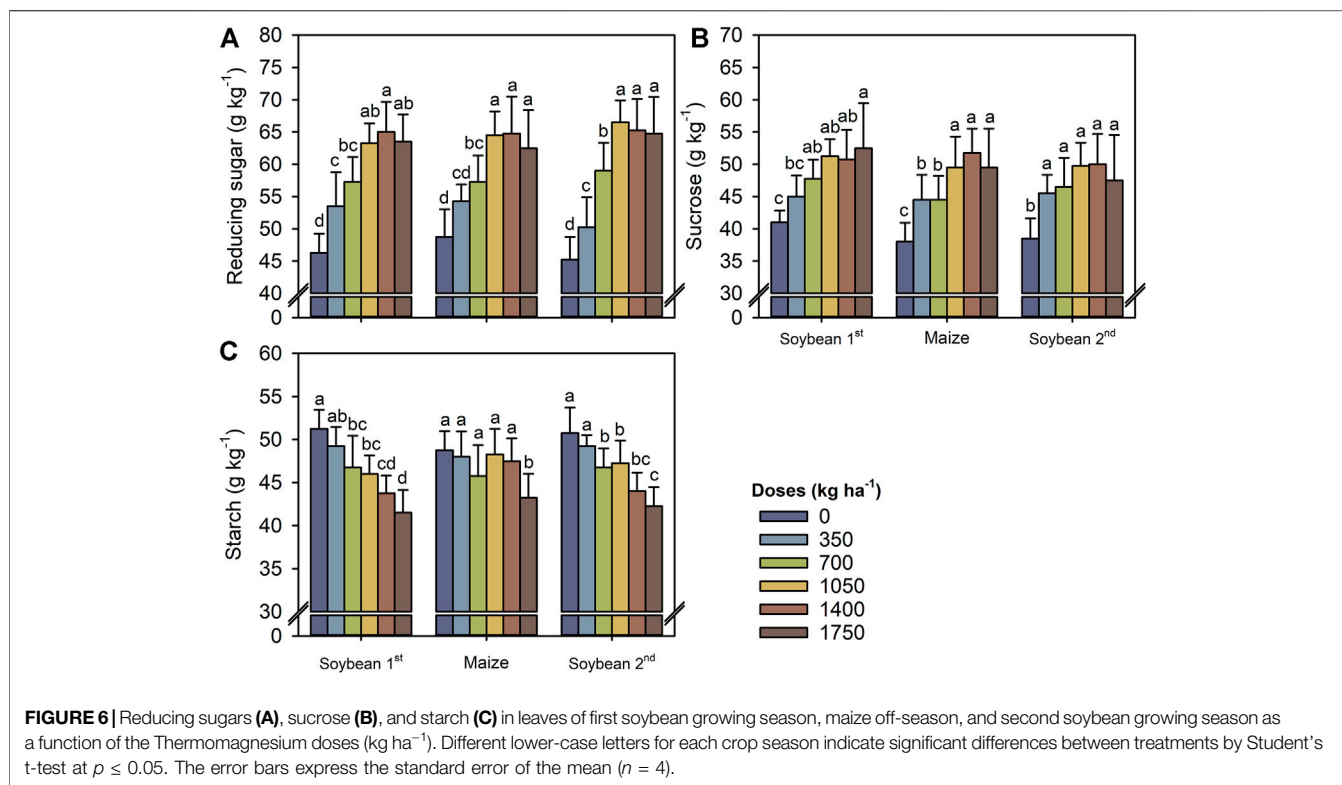 A
Reducing sugar (g kg⁻¹)
80
75
70
65
60
55
50
45
40
0
d
c
bc
ab
a
ab
d
cd
bc
a
a
a
d
c
b
a
a
a
B
Sucrose (g kg⁻¹)
70
65
60
55
50
45
40
35
30
0
c
bc
ab
ab
ab
a
c
b
b
a
a
a
b
a
a
a
a
a
Soybean 1ˢᵗ
Maize
Soybean 2ⁿᵈ
C
Starch (g kg⁻¹)
60
55
50
45
40
35
30
0
a
ab
bc
bc
cd
d
a
a
a
a
a
b
a
a
b
b
bc
c
Soybean 1ˢᵗ
Maize
Soybean 2ⁿᵈ
Doses (kg ha⁻¹)
0
350
700
1050
1400
1750
FIGURE 6 | Reducing sugars (A), sucrose (B), and starch (C) in leaves of first soybean growing season, maize off-season, and second soybean growing season as
a function of the Thermomagnesium doses (kg ha⁻¹). Different lower-case letters for each crop season indicate significant differences between treatments by Student's
t-test at p ≤ 0.05. The error bars express the standard error of the mean (n = 4).